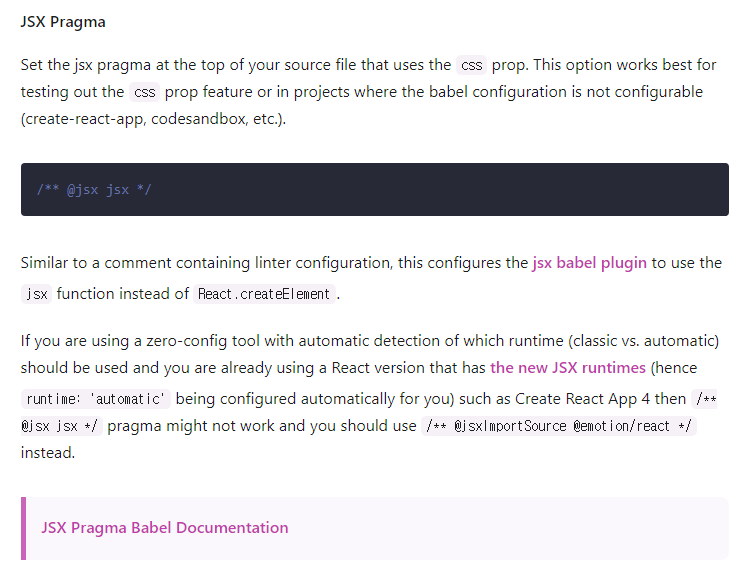 JSX Pragma
Set the jsx pragma at the top of your source file that uses the css prop. This option works best for
testing out the css prop feature or in projects where the babel configuration is not configurable
(create-react-app, codesandbox, etc.).
/** @jsx jsx */
Similar to a comment containing linter configuration, this configures the jsx babel plugin to use the
jsx function instead of React.createElement.
If you are using a zero-config tool with automatic detection of which runtime (classic vs. automatic)
should be used and you are already using a React version that has the new JSX runtimes (hence
runtime: 'automatic' being configured automatically for you) such as Create React App 4 then /**
@jsx jsx */ pragma might not work and you should use /** @jsxImportSource @emotion/react */
instead.
JSX Pragma Babel Documentation